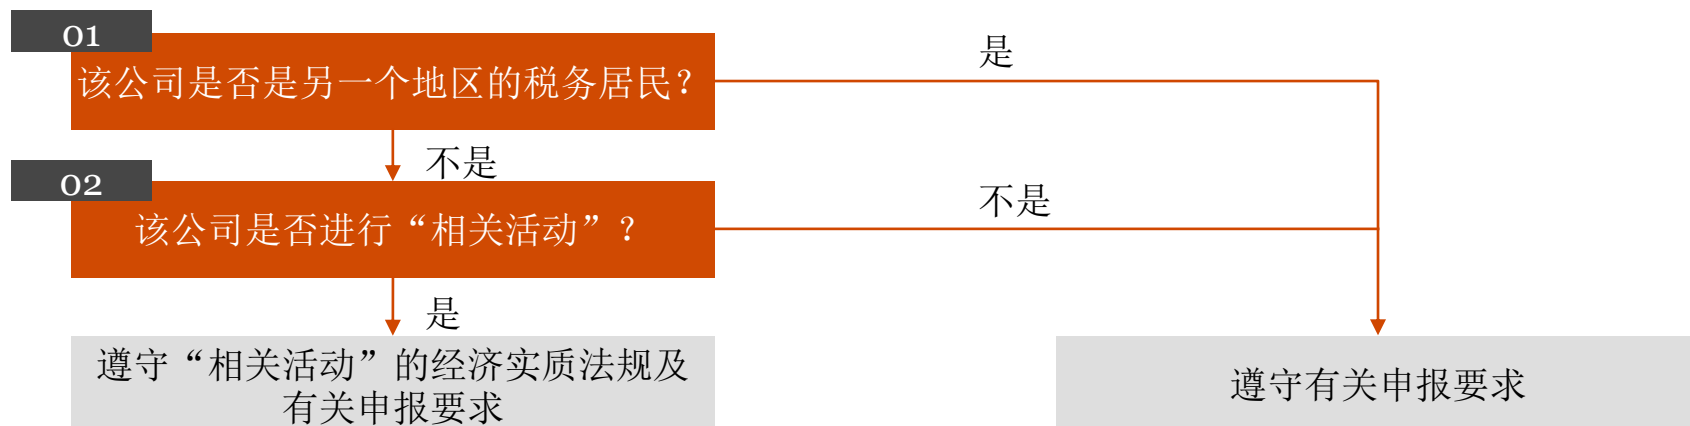 01
该公司是否是另一个地区的税务居民？
是
不是
02
该公司是否进行“相关活动”？
不是
是
遵守“相关活动”的经济实质法规及
有关申报要求
遵守有关申报要求